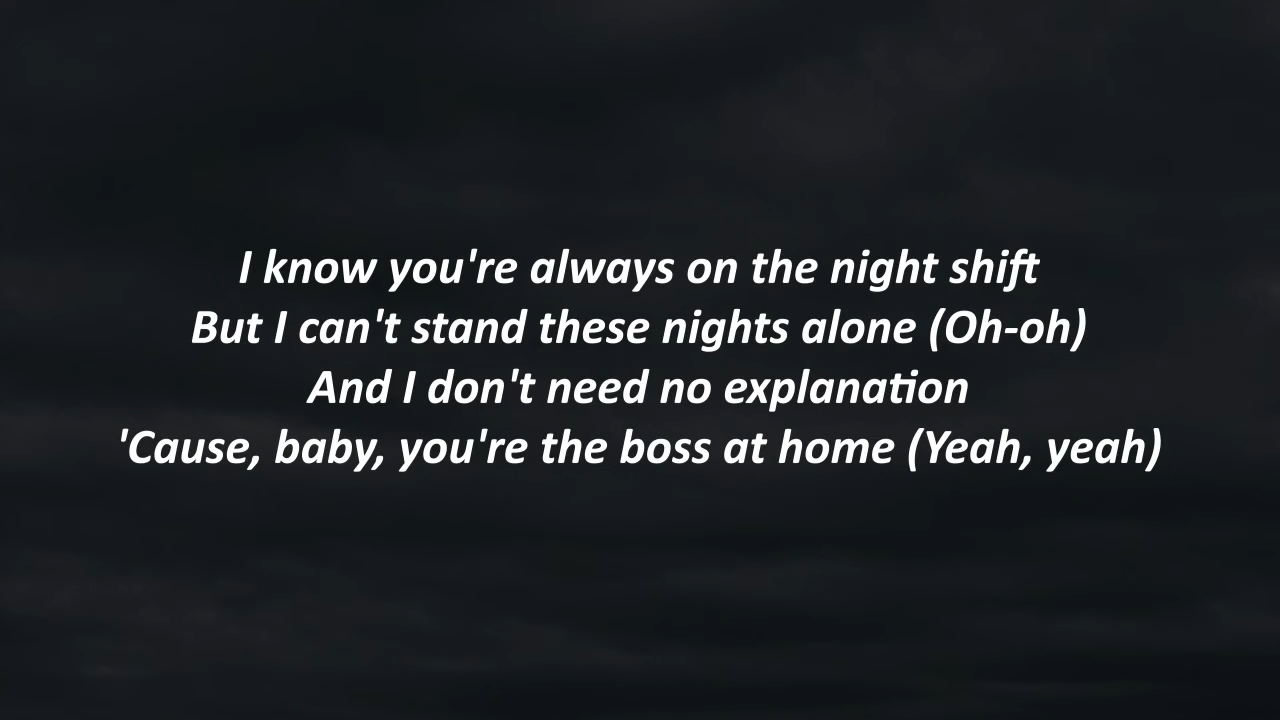 I know you're always on the night shift
But I can't stand these nights alone (Oh-oh)
And I don't need no explanation
'Cause, baby, you're the boss at home (Yeah, yeah)